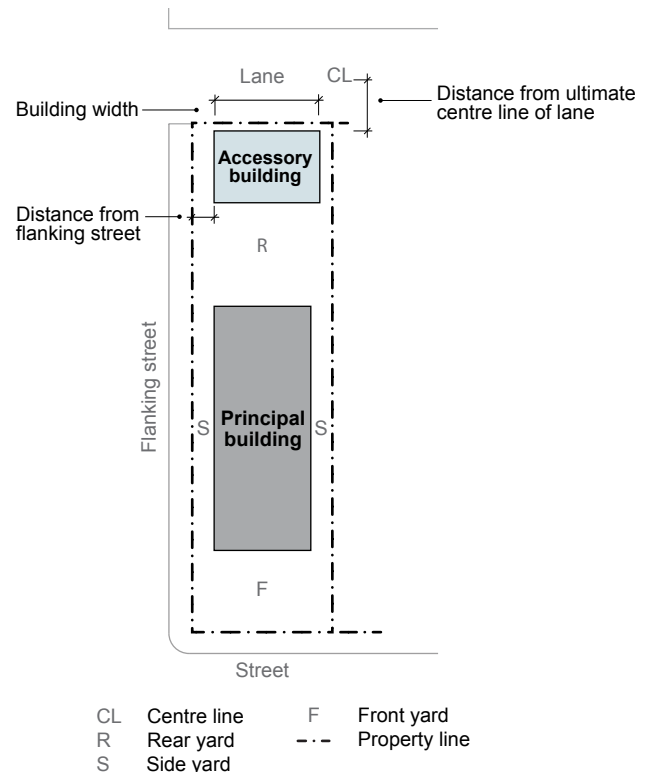 Lane
CL
Building width
Distance from ultimate
centre line of lane
Accessory
building
Distance from
flanking street
R
Flanking street
S
Principal
building
S
F
Street
CL Centre line
F Front yard
R Rear yard
Property line
S Side yard